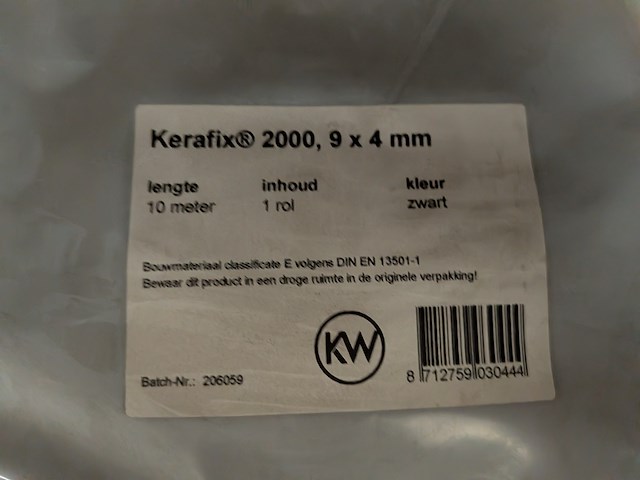 Kerafix® 2000, 9 x 4 mm
lengte inhoud kleur
10 meter 1 rol zwart
Bouwmateriaal classificate E volgens DIN EN 13501-1
Bewaar dit product in een droge ruimte in de originele verpakking!
KW
Batch-Nr.: 206059
8 712759 030444